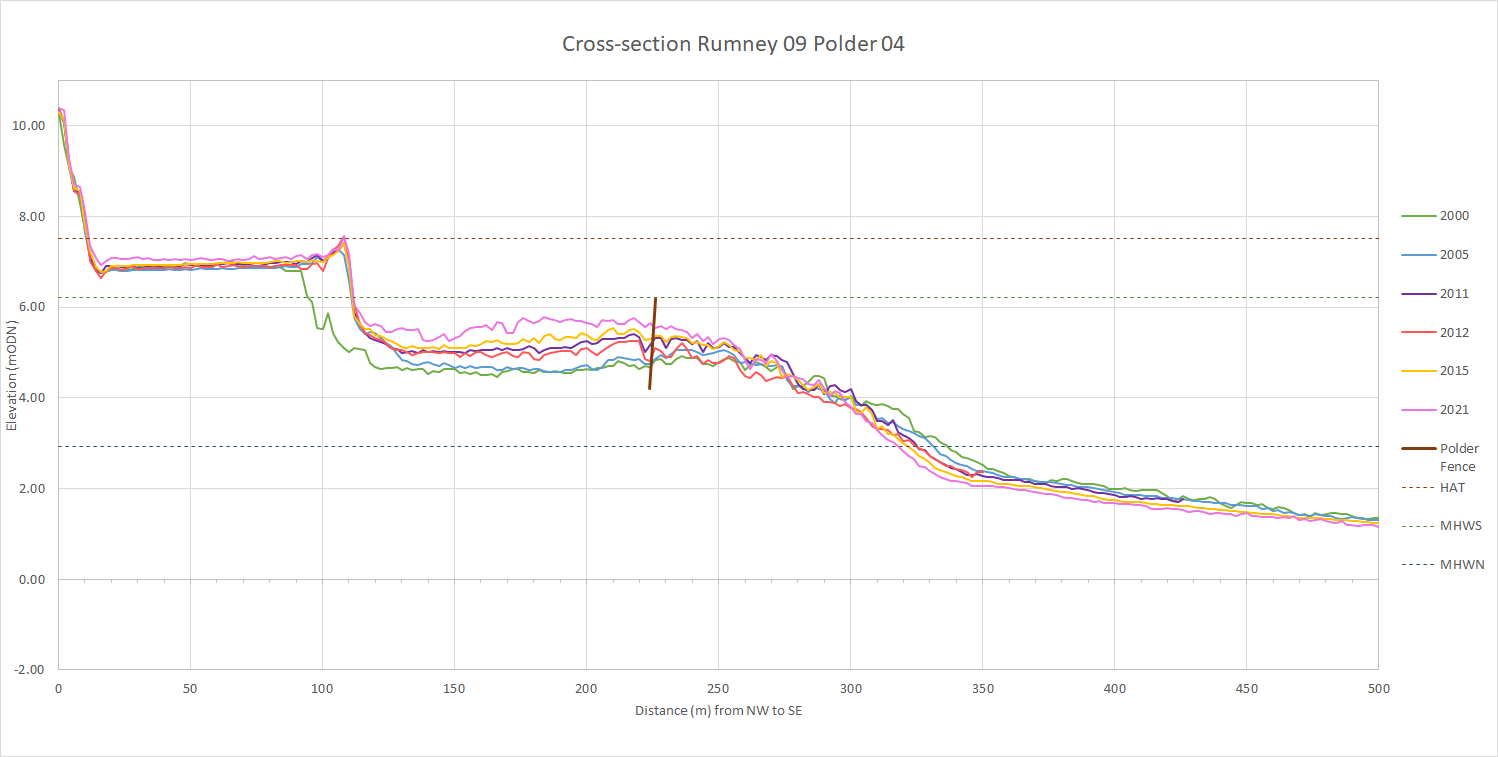 Cross-section Rumney 09 Polder 04
10.00
8.00
6.00
4.00
2.00
0.00
-2.00
Elevation (mODN)
0 50 100 150 200 250 300 350 400 450 500
Distance (m) from NW to SE
2000
2005
2011
2012
2015
2021
Polder
Fence
HAT
MHWS
MHWN